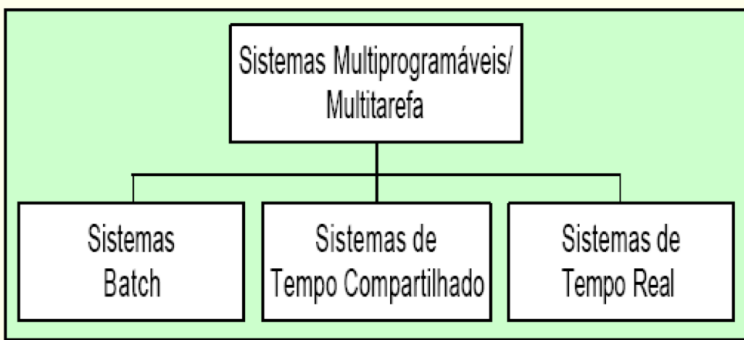 Sistemas Multiprogramáveis/
Multitarefa
Sistemas
Batch
Sistemas de
Tempo Compartilhado
Sistemas de
Tempo Real